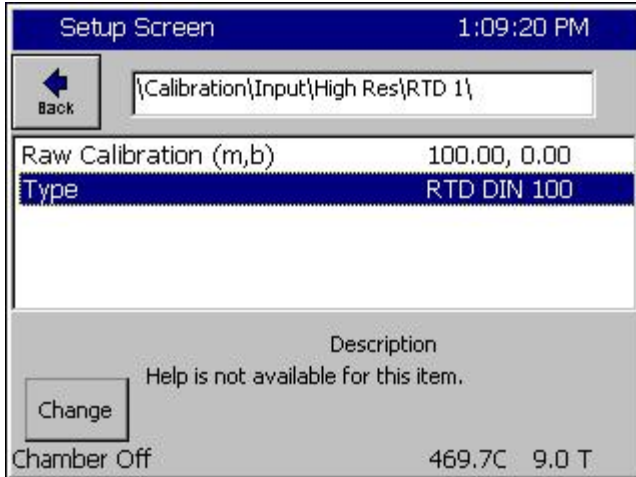 Setup Screen 1:09:20 PM
Back
\Calibration\Input\High Res\RTD 1\
Raw Calibration (m,b) 100.00, 0.00
Type RTD DIN 100
Description
Help is not available for this item.
Change
Chamber Off 469.7C 9.0 T